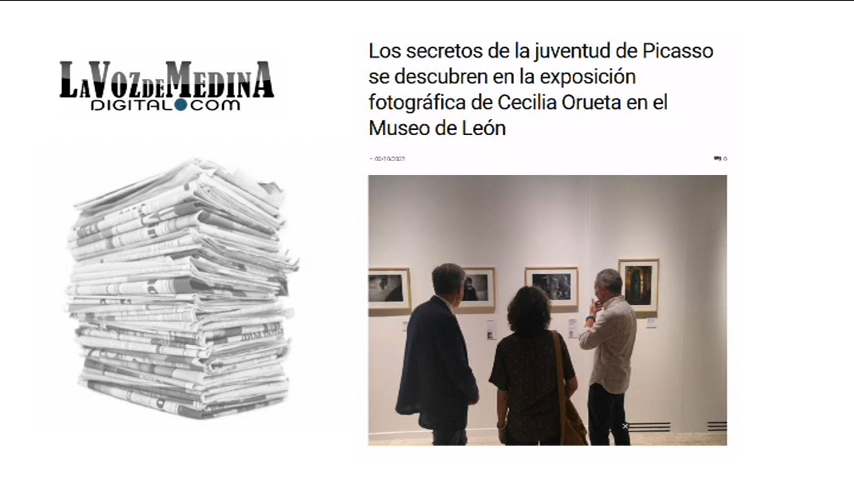 LAVOZDEMEDINA
DIGITAL.COM
Los secretos de la juventud de Picasso
se descubren en la exposición
fotográfica de Cecilia Orueta en el
Museo de León